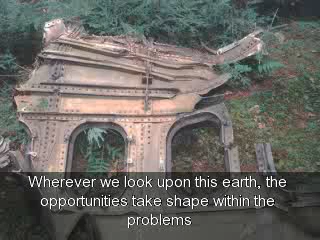 Wherever we look upon this earth, the
opportunities take shape within the
problems